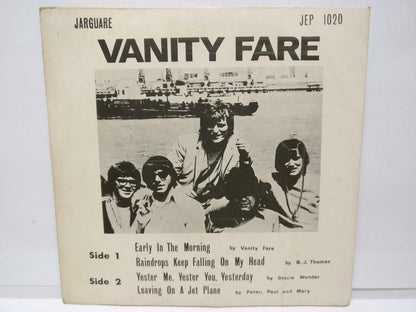 JARGUARE JEP 1020
VANITY FARE
Side 1 Early In The Morning by Vanity Fare
Raindrops Keep Falling On My Head by B. J. Thomas
Side 2 Yester Me, Yester You, Yesterday by Stevie Wonder
Leaving On A Jet Plane by Peter, Paul and Mary